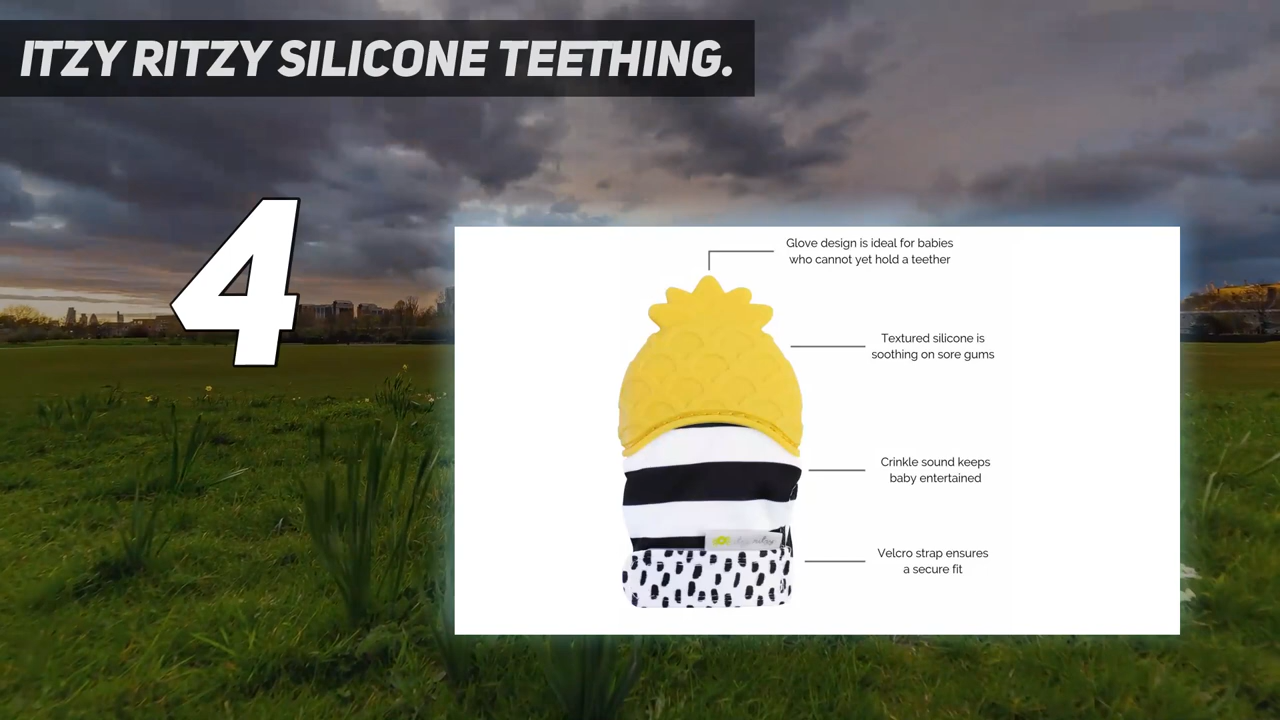 ITZY RITZY SILICONE TEETHING.
4
Glove design is ideal for babies
who cannot yet hold a teether
Textured silicone is
soothing on sore gums
Crinkle sound keeps
baby entertained
Velcro strap ensures
a secure fit